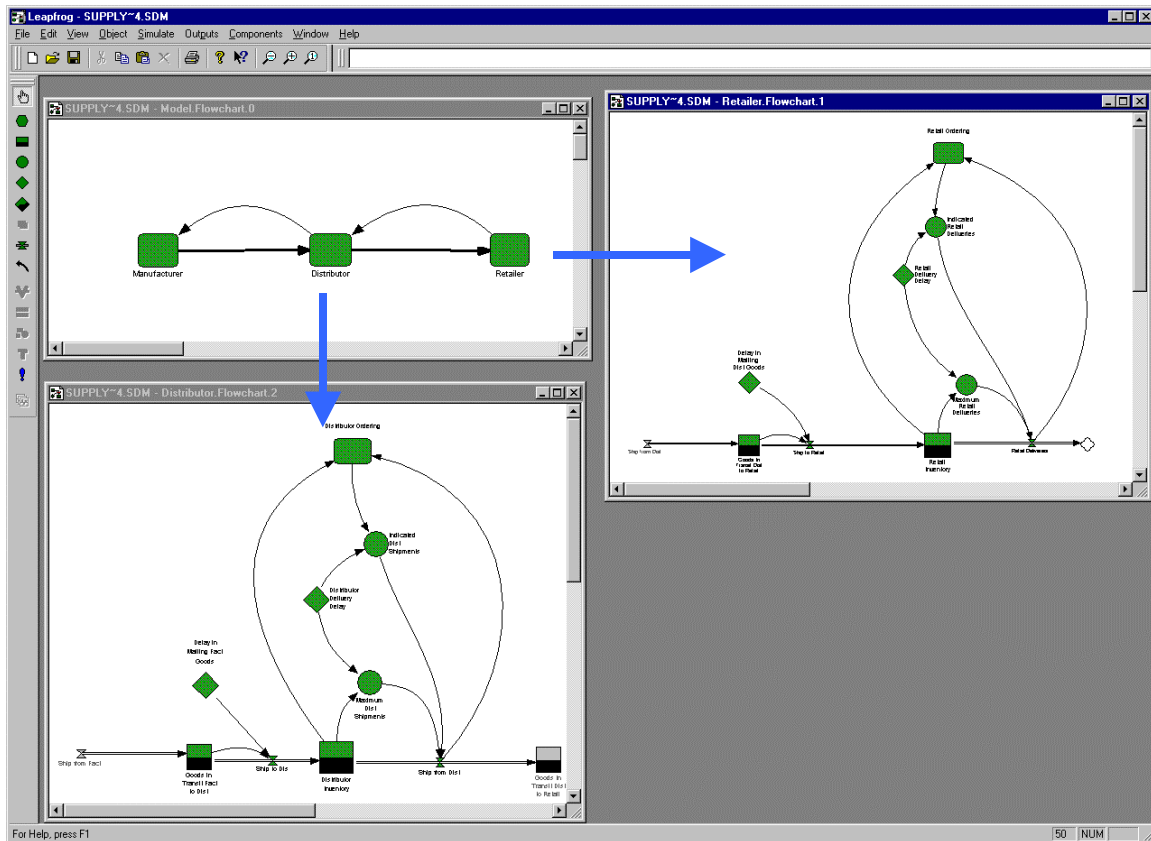 Leapfrog - SUPPLY~4.SDM
File Edit View Object Simulate Outputs Components Window Help
SUPPLY~4.SDM - Model.Flowchart.0
Manufacturer
Distributor
Retailer
SUPPLY~4.SDM - Retailer.Flowchart.1
Retail Ordering
Indicated
Retail
Deliveries
Retail
Delivery
Delay
Delay in
Mailing
Dist Goods
Maximum
Retail
Deliveries
Ship from Dist
Goods in
Transit Dist
to Retail
Ship to Retail
Retail
Inventory
Retail Deliveries
SUPPLY~4.SDM - Distributor.Flowchart.2
Distributor Ordering
Indicated
Dist
Shipments
Distributor
Delivery
Delay
Delay in
Mailing Fact
Goods
Maximum
Dist
Shipments
Ship from Fact
Goods in
Transit Fact
to Dist
Ship to Dis
Distributor
Inventory
Ship from Dist
Goods in
Transit Dist
to Retail
For Help, press F1
50 NUM